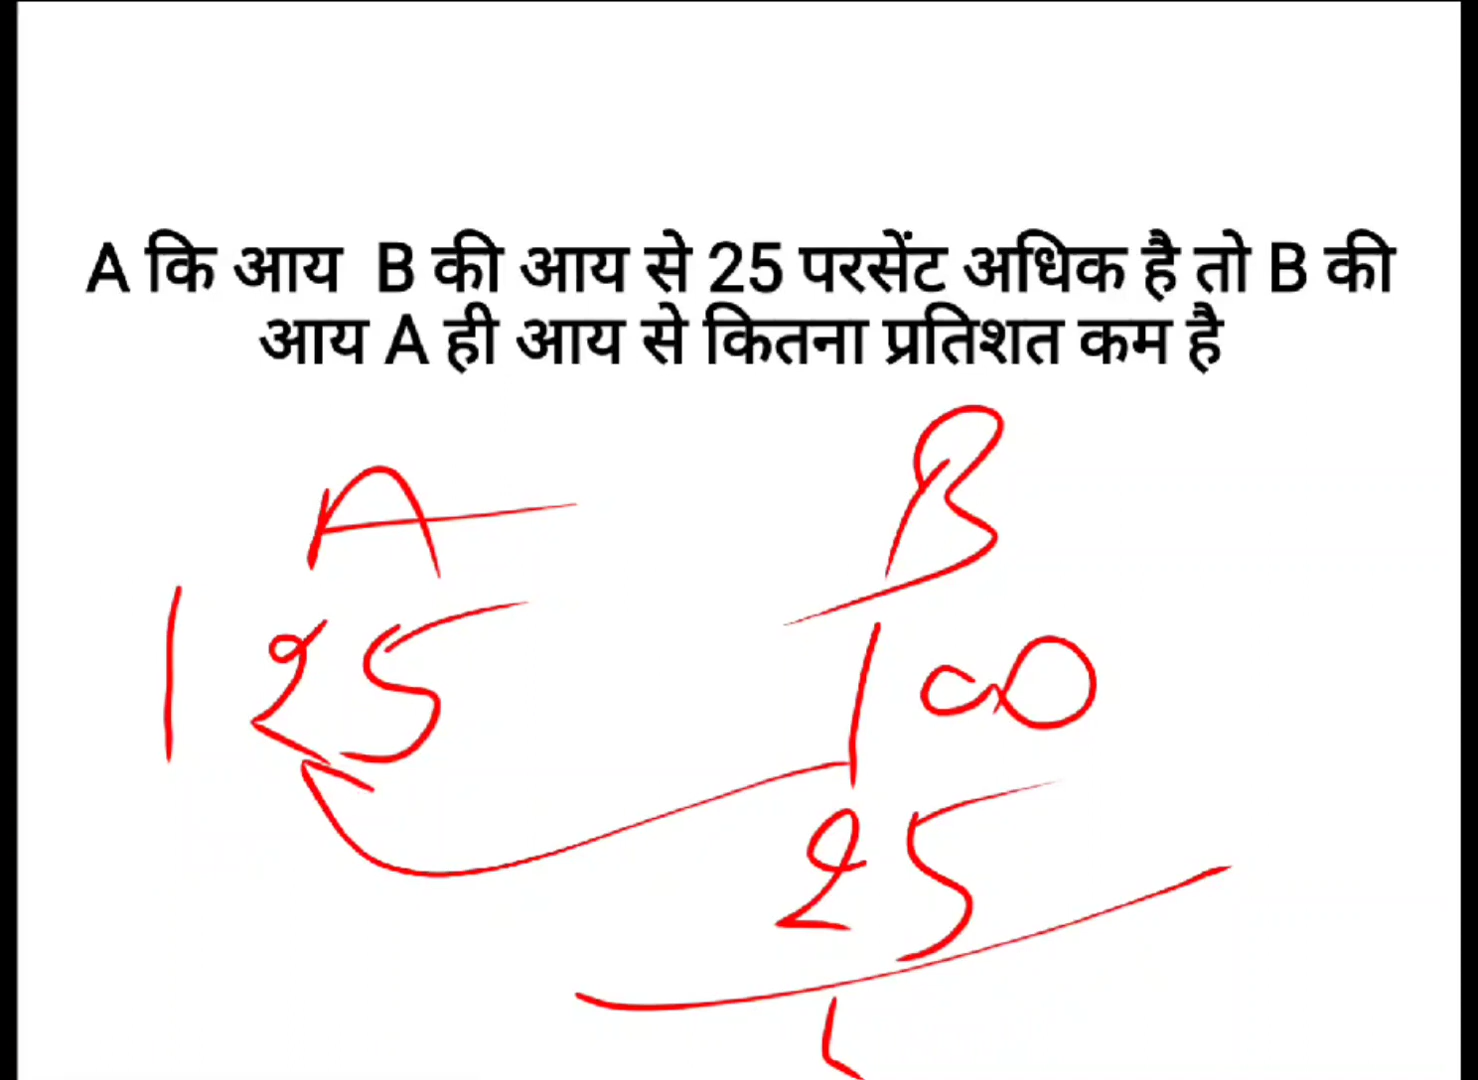 A कि आय B की आय से 25 परसेंट अधिक है तो B की
आय A ही आय से कितना प्रतिशत कम है
A B
125 100
25